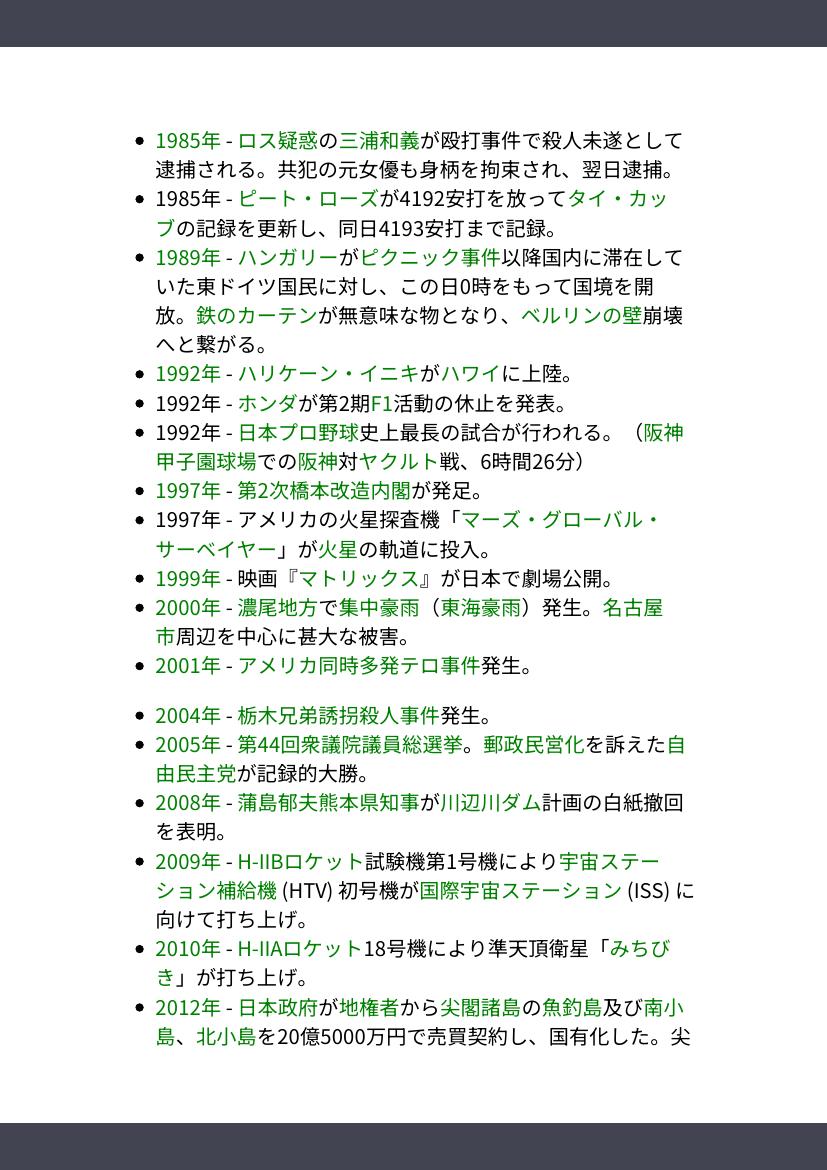 1985年 - ロス疑惑の三浦和義が殴打事件で殺人未遂として
逮捕される。共犯の元女優も身柄を拘束され、翌日逮捕。
1985年 - ピート・ローズが4192安打を放ってタイ・カッ
ブの記録を更新し、同日4193安打まで記録。
1989年 - ハンガリーがピクニック事件以降国内に滞在して
いた東ドイツ国民に対し、この日0時をもって国境を開
放。鉄のカーテンが無意味な物となり、ベルリンの壁崩壊
へと繋がる。
1992年 - ハリケーン・イニキがハワイに上陸。
1992年 - ホンダが第2期F1活動の休止を発表。
1992年 - 日本プロ野球史上最長の試合が行われる。（阪神
甲子園球場での阪神対ヤクルト戦、6時間26分）
1997年 - 第2次橋本改造内閣が発足。
1997年 - アメリカの火星探査機「マーズ・グローバル・
サーベイヤー」が火星の軌道に投入。
1999年 - 映画『マトリックス』が日本で劇場公開。
2000年 - 濃尾地方で集中豪雨（東海豪雨）発生。名古屋
市周辺を中心に甚大な被害。
2001年 - アメリカ同時多発テロ事件発生。
2004年 - 栃木兄弟誘拐殺人事件発生。
2005年 - 第44回衆議院議員総選挙。郵政民営化を訴えた自
由民主党が記録的大勝。
2008年 - 蒲島郁夫熊本県知事が川辺川ダム計画の白紙撤回
を表明。
2009年 - H-IIBロケット試験機第1号機により宇宙ステー
ション補給機 (HTV) 初号機が国際宇宙ステーション (ISS) に
向けて打ち上げ。
2010年 - H-IIAロケット18号機により準天頂衛星「みちび
き」が打ち上げ。
2012年 - 日本政府が地権者から尖閣諸島の魚釣島及び南小
島、北小島を20億5000万円で売買契約し、国有化した。尖